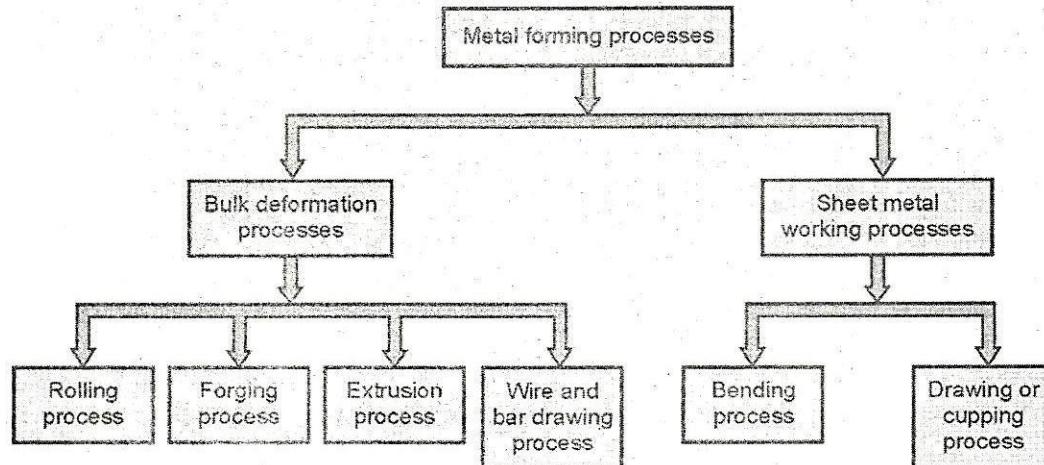 Metal forming processes
Bulk deformation
processes
Sheet metal
working processes
Rolling
process
Forging
process
Extrusion
process
Wire and
bar drawing
process
Bending
process
Drawing or
cupping
process